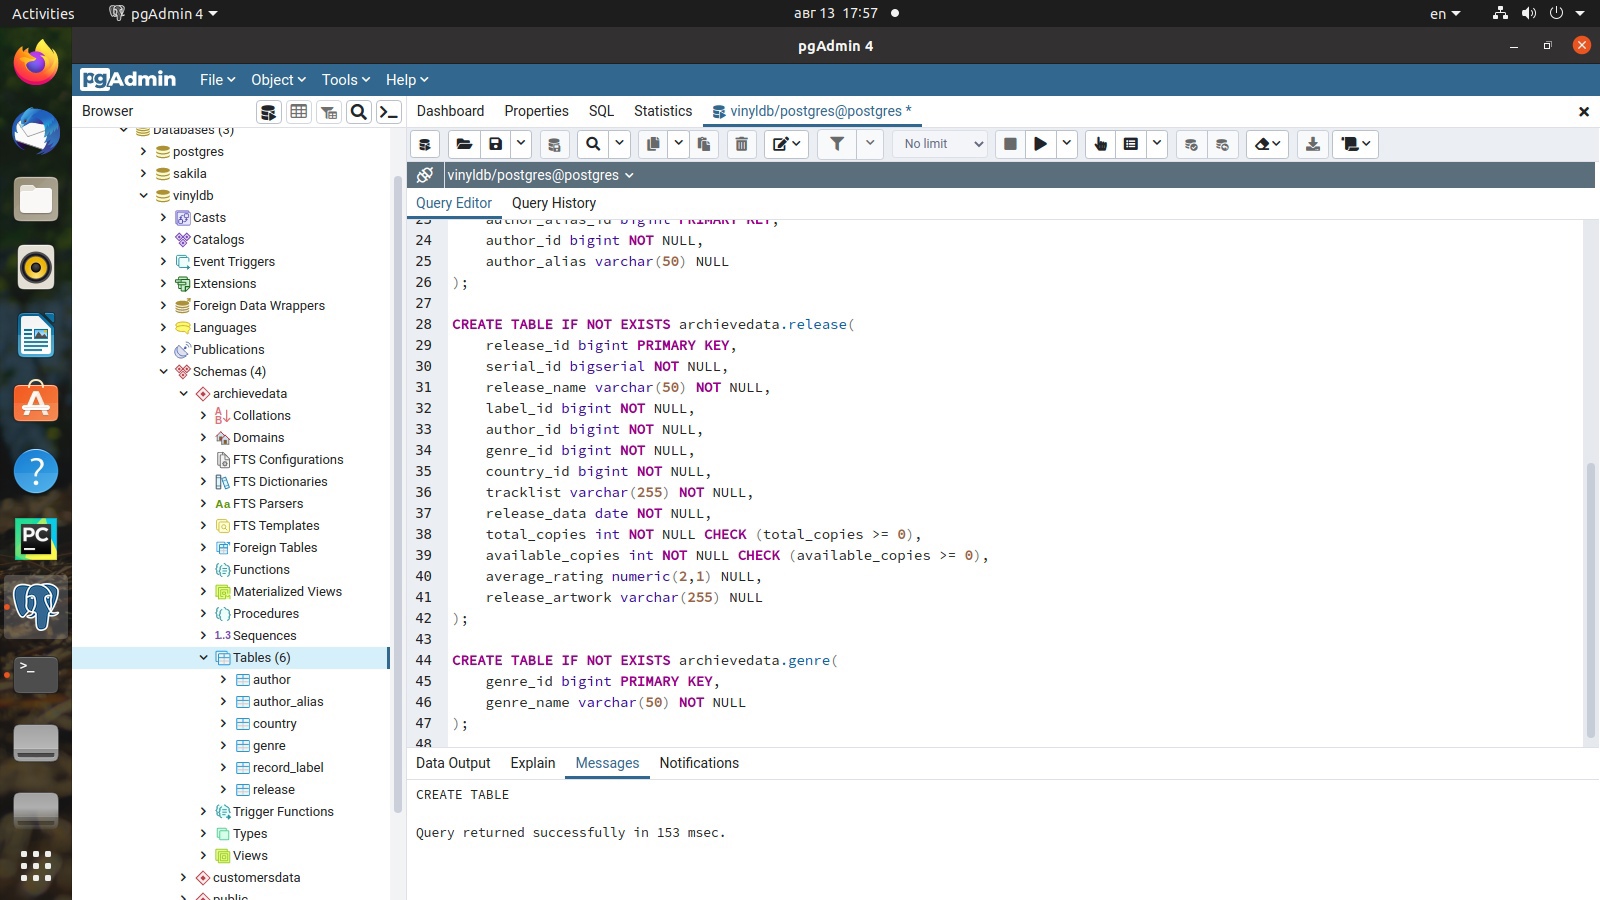 Activities pgAdmin 4 авг 13 17:57 en
pgAdmin 4
pgAdmin File Object Tools Help
Browser
Dashboard Properties SQL Statistics vinyldb/postgres@postgres *
No limit
vinyldb/postgres@postgres
Query Editor Query History
Databases (3)
postgres
sakila
vinyldb
Casts
Catalogs
Event Triggers
Extensions
Foreign Data Wrappers
Languages
Publications
Schemas (4)
archievedata
Collations
Domains
FTS Configurations
FTS Dictionaries
FTS Parsers
FTS Templates
Foreign Tables
Functions
Materialized Views
Procedures
1..3 Sequences
Tables (6)
author
author_alias
country
genre
record_label
release
Trigger Functions
Types
Views
customersdata
public
23 author_alias_id bigint PRIMARY KEY,
24 author_id bigint NOT NULL,
25 author_alias varchar(50) NULL
26 );
27
28 CREATE TABLE IF NOT EXISTS archievedata.release(
29 release_id bigint PRIMARY KEY,
30 serial_id bigserial NOT NULL,
31 release_name varchar(50) NOT NULL,
32 label_id bigint NOT NULL,
33 author_id bigint NOT NULL,
34 genre_id bigint NOT NULL,
35 country_id bigint NOT NULL,
36 tracklist varchar(255) NOT NULL,
37 release_data date NOT NULL,
38 total_copies int NOT NULL CHECK (total_copies >= 0),
39 available_copies int NOT NULL CHECK (available_copies >= 0),
40 average_rating numeric(2,1) NULL,
41 release_artwork varchar(255) NULL
42 );
43
44 CREATE TABLE IF NOT EXISTS archievedata.genre(
45 genre_id bigint PRIMARY KEY,
46 genre_name varchar(50) NOT NULL
47 );
48
Data Output Explain Messages Notifications
CREATE TABLE
Query returned successfully in 153 msec.